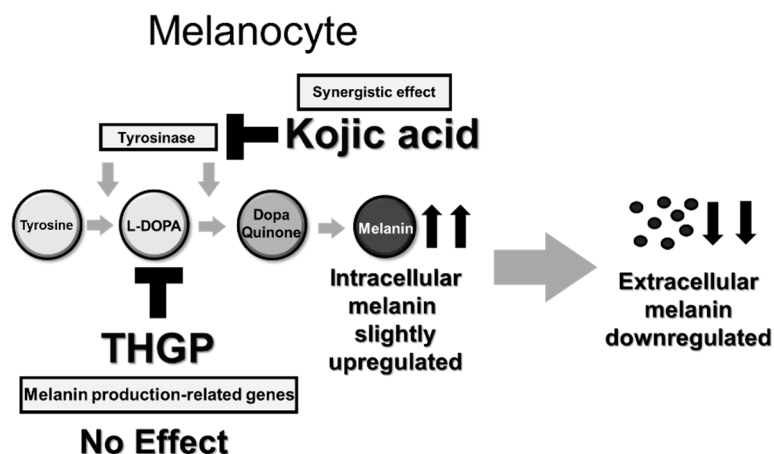 Melanocyte
Synergistic effect
Kojic acid
Tyrosinase
Tyrosine
L-DOPA
Dopa
Quinone
Melanin
Intracellular
melanin
slightly
upregulated
Extracellular
melanin
downregulated
THGP
Melanin production-related genes
No Effect